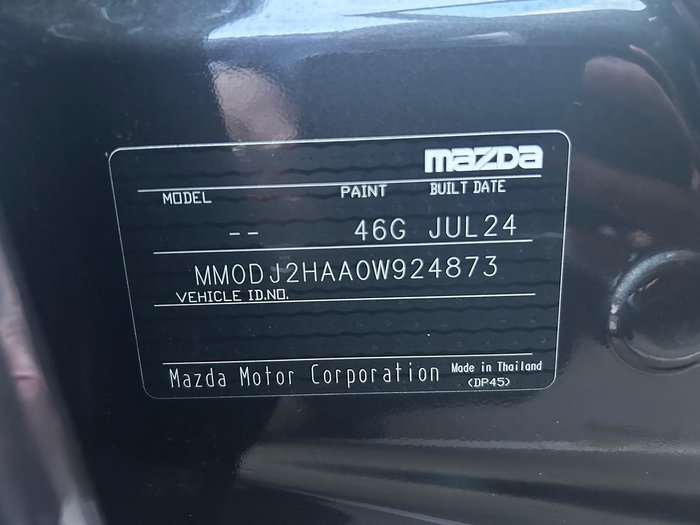 mazda
MODEL PAINT BUILT DATE
-- 46G JUL24
MM0DJ2HAA0W924873
VEHICLE ID.NO.
Mazda Motor Corporation Made in Thailand
(DP45)